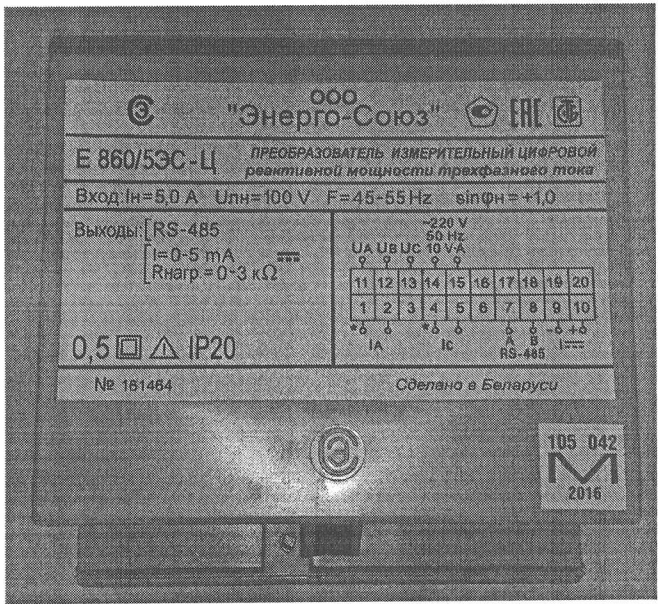 ООО
"Энерго-Союз" ЕАС
Е 860/5ЭС-Ц
ПРЕОБРАЗОВАТЕЛЬ ИЗМЕРИТЕЛЬНЫЙ ЦИФРОВОЙ
реактивной мощности трехфазного тока
Вход: Iн=5,0 A Uлн=100 V F=45-55 Hz sinφн=+1,0
Выходы: RS-485
I=0-5 mA
Rнагр.=0-3 кΩ
~220 V
50 Hz
UA UB UC 10 V·A
11 12 13 14 15 16 17 18 19 20
1 2 3 4 5 6 7 8 9 10
* * A B - +
IA IC RS-485 I
0,5 IP20
№ 181464 Сделано в Беларуси
105 042
M
2016